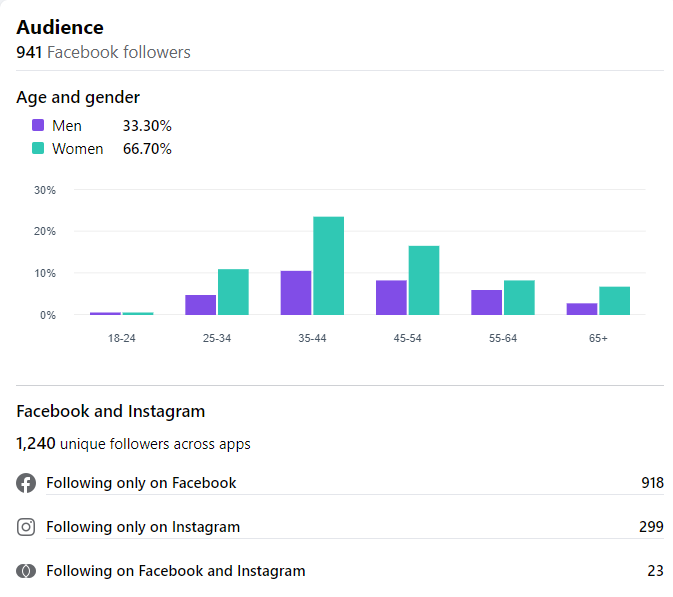 Audience
941 Facebook followers
Age and gender
Men 33.30%
Women 66.70%
30%
20%
10%
0%
18-24 25-34 35-44 45-54 55-64 65+
Facebook and Instagram
1,240 unique followers across apps
Following only on Facebook 918
Following only on Instagram 299
Following on Facebook and Instagram 23